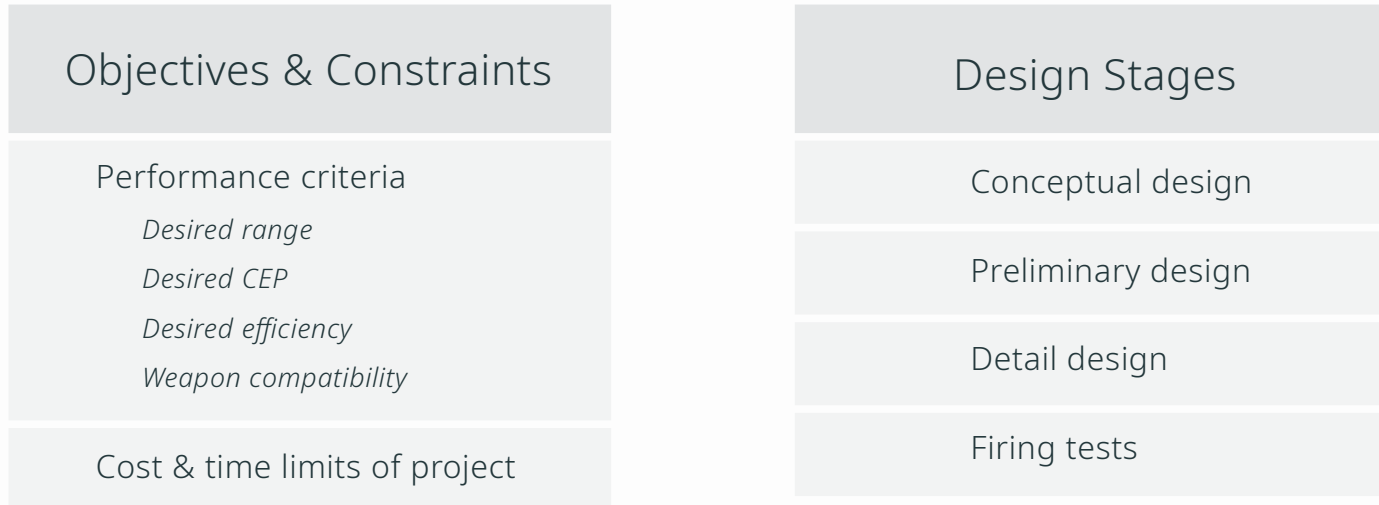 Objectives & Constraints
Performance criteria
Desired range
Desired CEP
Desired efficiency
Weapon compatibility
Cost & time limits of project
Design Stages
Conceptual design
Preliminary design
Detail design
Firing tests